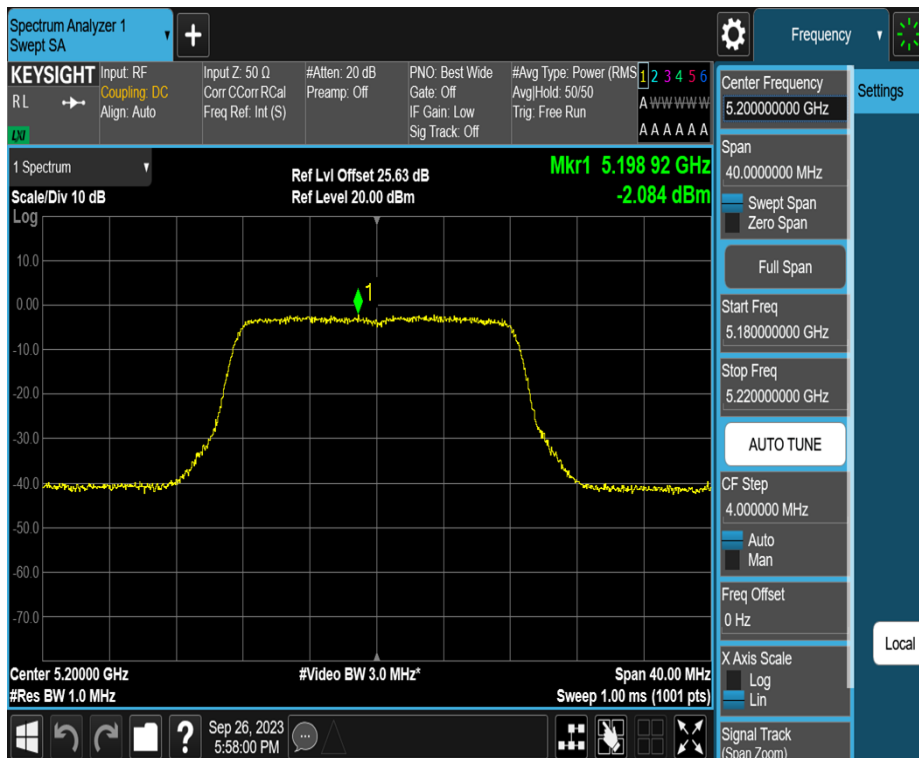 Spectrum Analyzer 1
Swept SA
+
Frequency
KEYSIGHT
R L
LXI
Input: RF
Coupling: DC
Align: Auto
Input Z: 50 Ω
Corr CCorr RCal
Freq Ref: Int (S)
#Atten: 20 dB
Preamp: Off
PNO: Best Wide
Gate: Off
IF Gain: Low
Sig Track: Off
#Avg Type: Power (RMS
Avg|Hold: 50/50
Trig: Free Run
1 2 3 4 5 6
A W W W W W
A A A A A A
1 Spectrum
Scale/Div 10 dB
Log
Ref Lvl Offset 25.63 dB
Ref Level 20.00 dBm
Mkr1 5.198 92 GHz
-2.084 dBm
10.0
0.00
-10.0
-20.0
-30.0
-40.0
-50.0
-60.0
-70.0
1
Center 5.20000 GHz
#Res BW 1.0 MHz
#Video BW 3.0 MHz*
Span 40.00 MHz
Sweep 1.00 ms (1001 pts)
?
Sep 26, 2023
5:58:00 PM
Center Frequency
5.200000000 GHz
Span
40.0000000 MHz
Swept Span
Zero Span
Full Span
Start Freq
5.180000000 GHz
Stop Freq
5.220000000 GHz
AUTO TUNE
CF Step
4.000000 MHz
Auto
Man
Freq Offset
0 Hz
X Axis Scale
Log
Lin
Signal Track
(Span Zoom)
Settings
Local